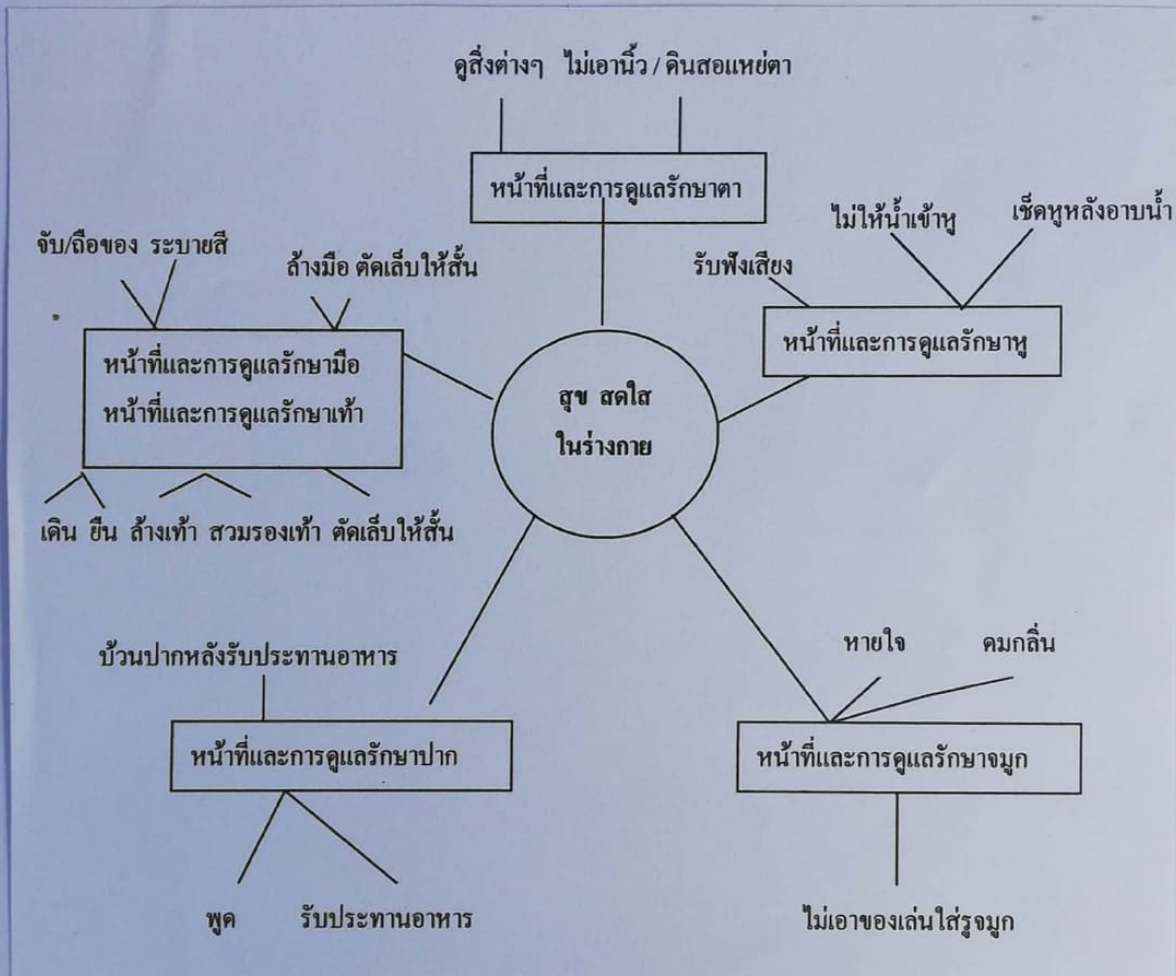 ดูสิ่งต่างๆ ไม่เอานิ้ว / ดินสอแหย่ตา
หน้าที่และการดูแลรักษาตา
จับ/ถือของ ระบายสี
ล้างมือ ตัดเล็บให้สั้น
หน้าที่และการดูแลรักษามือ
หน้าที่และการดูแลรักษาเท้า
เดิน ยืน ล้างเท้า สวมรองเท้า ตัดเล็บให้สั้น
รับฟังเสียง
ไม่ให้น้ำเข้าหู
เช็ดหูหลังอาบน้ำ
หน้าที่และการดูแลรักษาหู
สุข สดใส
ในร่างกาย
บ้วนปากหลังรับประทานอาหาร
หน้าที่และการดูแลรักษาปาก
พูด
รับประทานอาหาร
หายใจ
ดมกลิ่น
หน้าที่และการดูแลรักษาจมูก
ไม่เอาของเล่นใส่รูจมูก